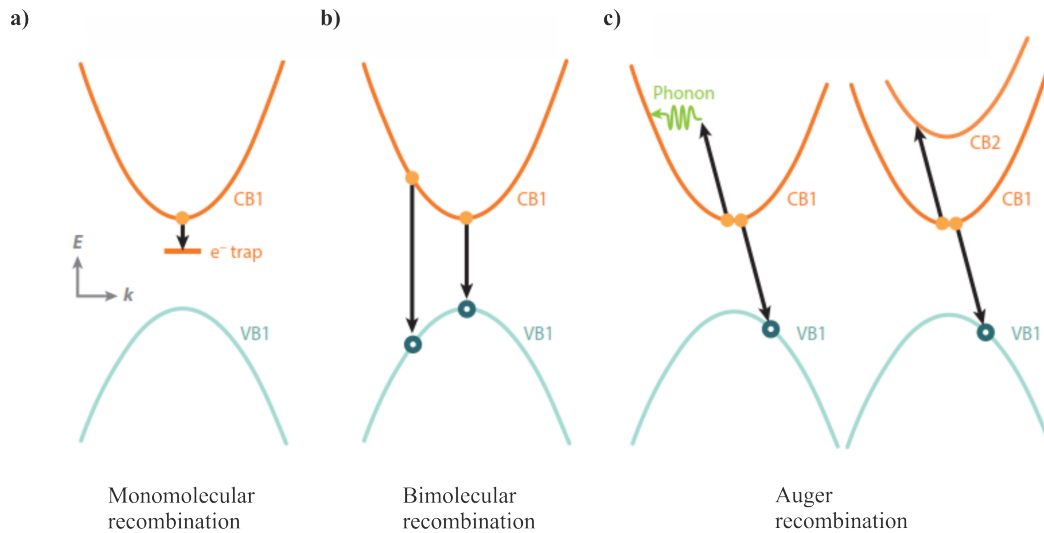 a)
b)
c)
Phonon
CB2
CB1
CB1
CB1
CB1
e⁻ trap
E
k
VB1
VB1
VB1
VB1
Monomolecular
recombination
Bimolecular
recombination
Auger
recombination